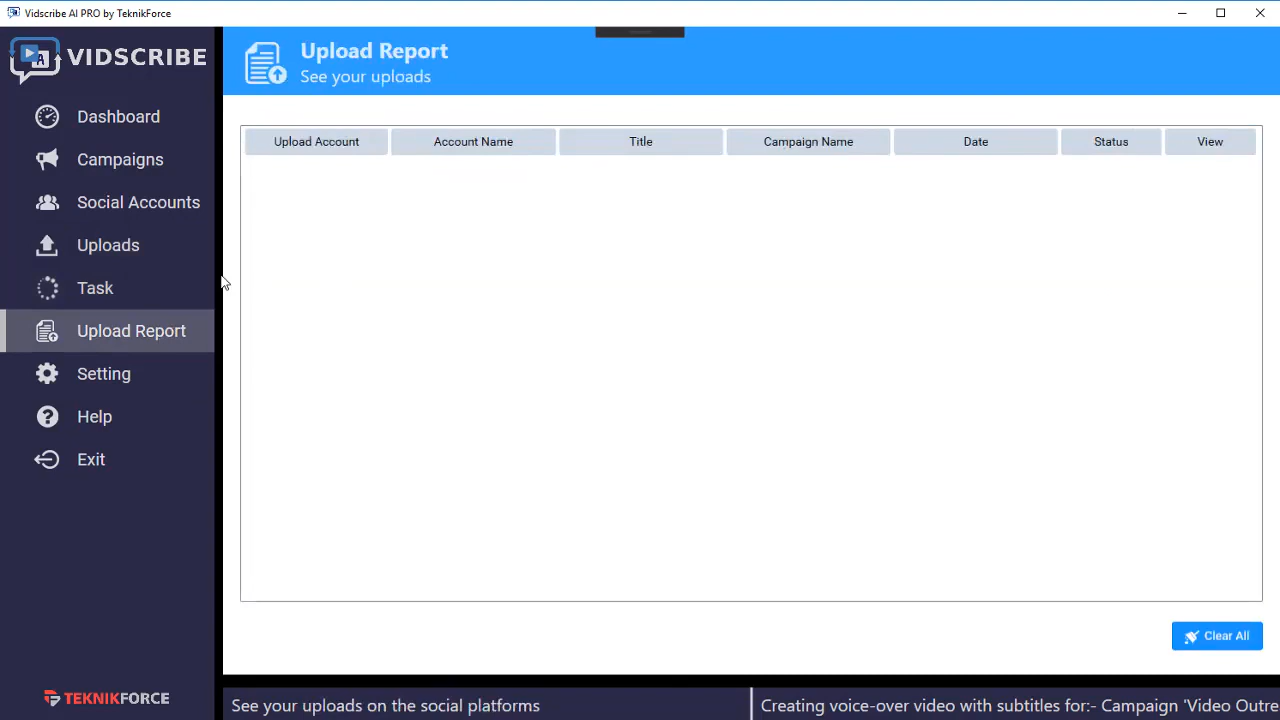 Vidscribe AI PRO by TeknikForce
VIDSCRIBE
Dashboard
Campaigns
Social Accounts
Uploads
Task
Upload Report
Setting
Help
Exit
TEKNIKFORCE
Upload Report
See your uploads
Upload Account Account Name Title Campaign Name Date Status View
Clear All
See your uploads on the social platforms
Creating voice-over video with subtitles for:- Campaign 'Video Outre